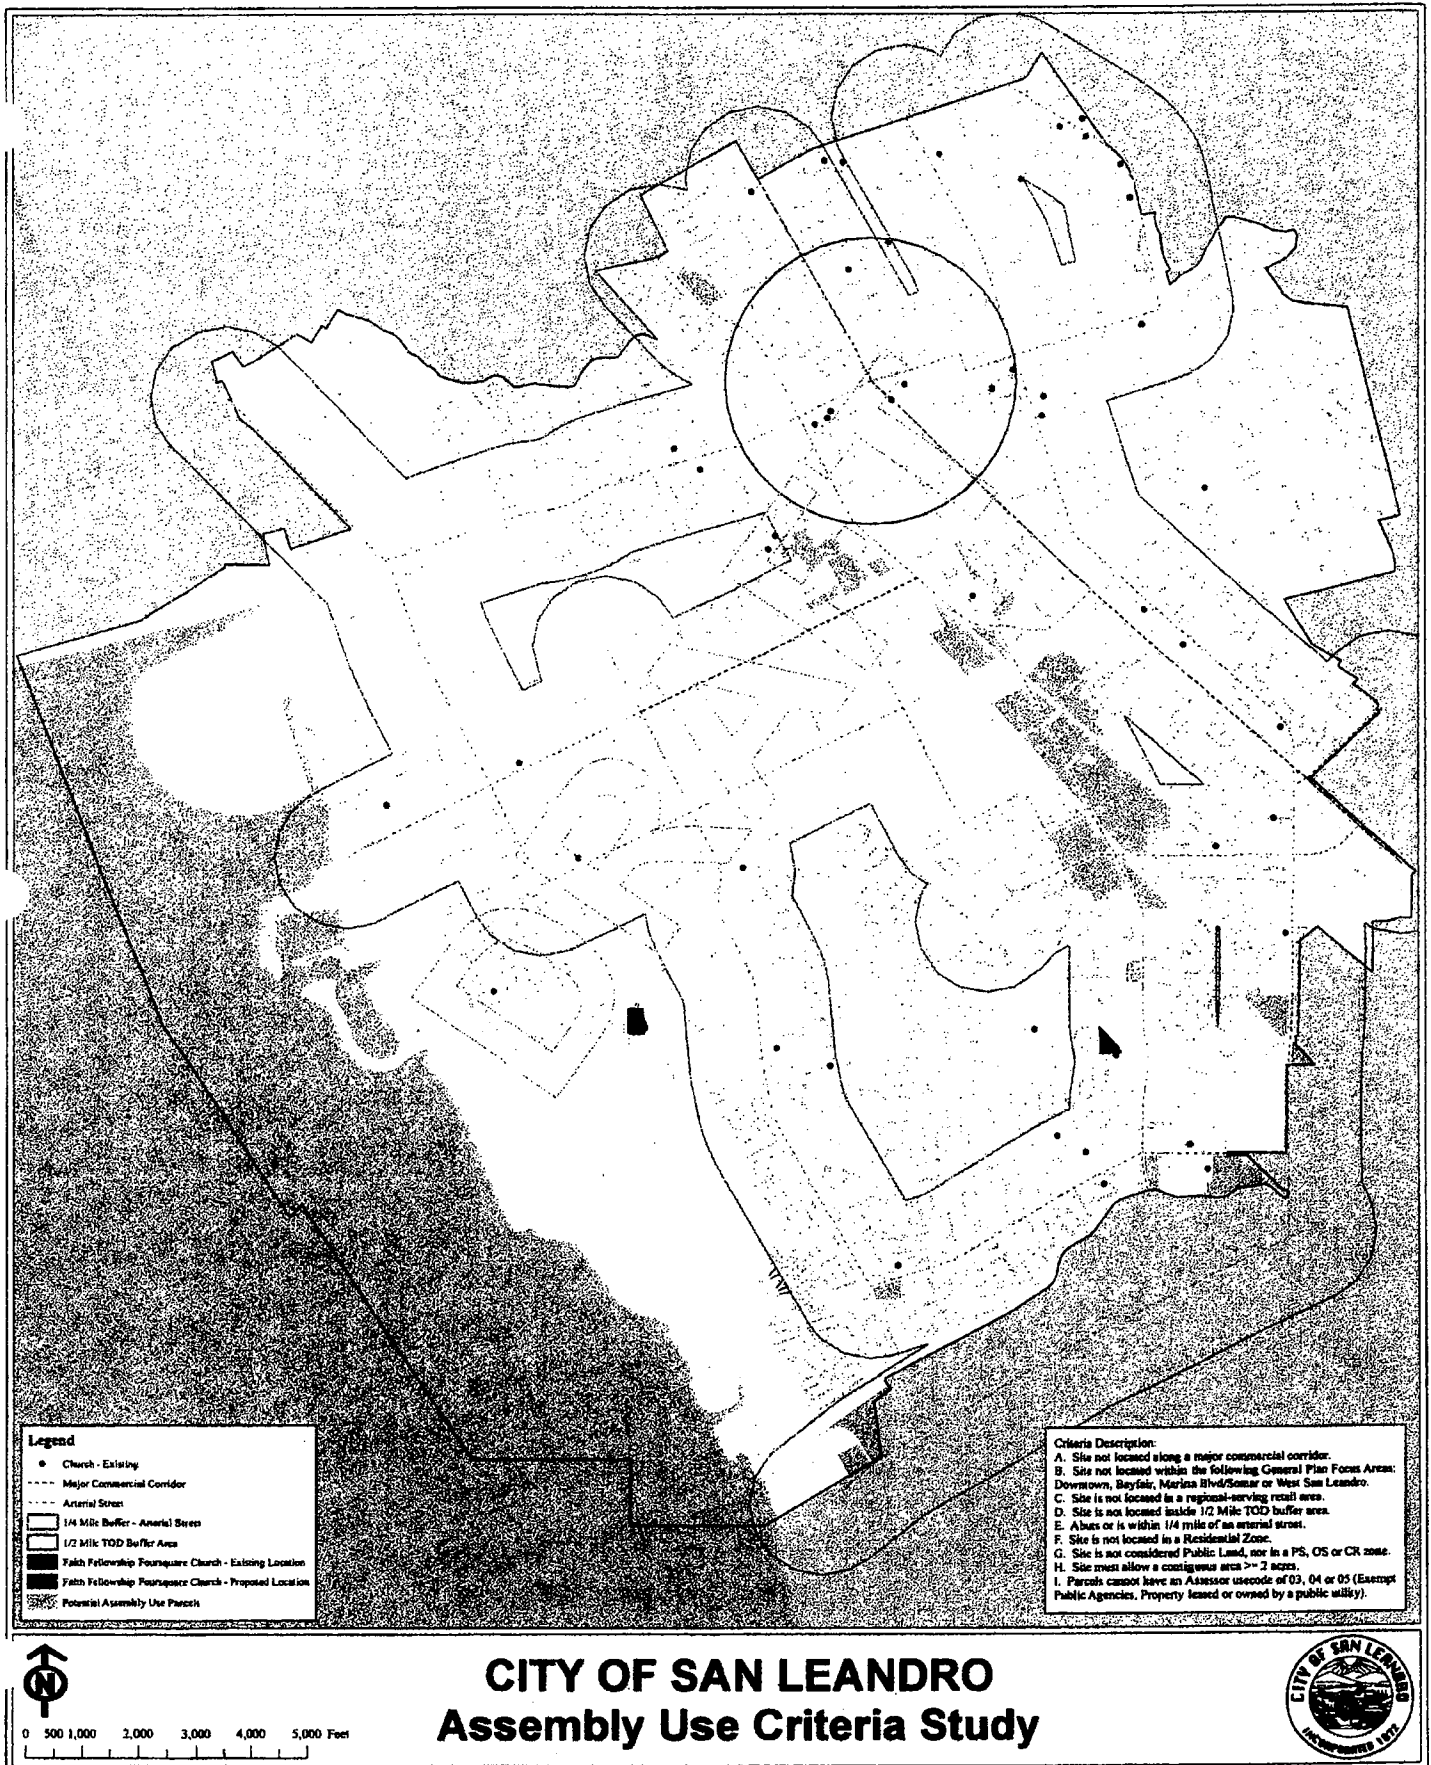 Legend
Church - Existing
Major Commercial Corridor
Arterial Street
1/4 Mile Buffer - Arterial Street
1/2 Mile TOD Buffer Area
Faith Fellowship Foursquare Church - Existing Location
Faith Fellowship Foursquare Church - Proposed Location
Potential Assembly Use Parcels
Criteria Description:
A. Site not located along a major commercial corridor.
B. Site not located within the following General Plan Focus Areas:
Downtown, Bayfair, Marina Blvd/Somar or West San Leandro.
C. Site is not located in a regional-serving retail area.
D. Site is not located inside 1/2 Mile TOD buffer area.
E. Abuts or is within 1/4 mile of an arterial street.
F. Site is not located in a Residential Zone.
G. Site is not considered Public Land, nor in a PS, OS or CR zone.
H. Site must allow a contiguous area >= 2 acres.
I. Parcels cannot have an Assessor usecode of 03, 04 or 05 (Exempt
Public Agencies, Property leased or owned by a public utility).
N
0 500 1,000 2,000 3,000 4,000 5,000 Feet
CITY OF SAN LEANDRO
Assembly Use Criteria Study
CITY OF SAN LEANDRO
INCORPORATED 1872